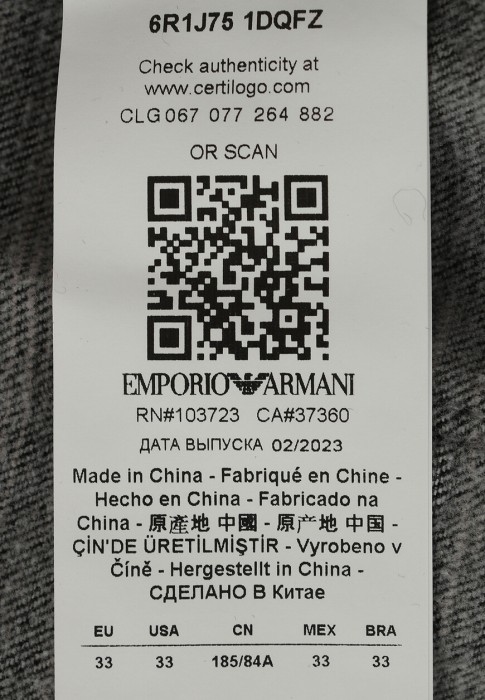 6R1J75 1DQFZ
Check authenticity at
www.certilogo.com
CLG067 077 264 882
OR SCAN
EMPORIO ARMANI
RN#103723 CA#37360
ДАТА ВЫПУСКА 02/2023
Made in China - Fabriqué en Chine -
Hecho en China - Fabricado na
China - 原產地 中國 - 原产地 中国 -
ÇİN'DE ÜRETİLMİŞTİR - Vyrobeno v
Číně - Hergestellt in China -
СДЕЛАНО В Китае
EU USA CN MEX BRA
33 33 185/84A 33 33